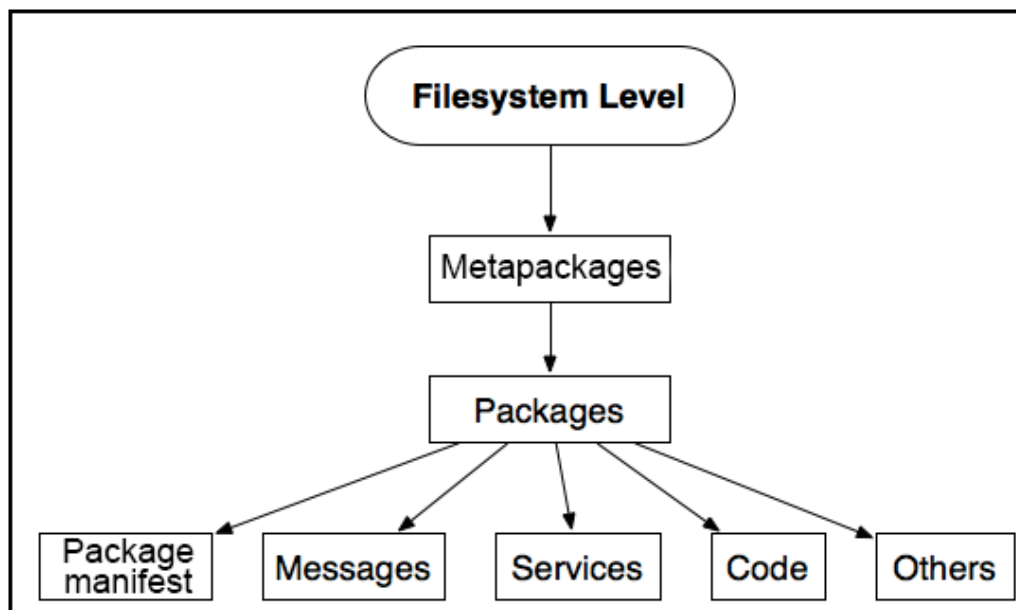 Filesystem Level
Metapackages
Packages
Package
manifest
Messages
Services
Code
Others